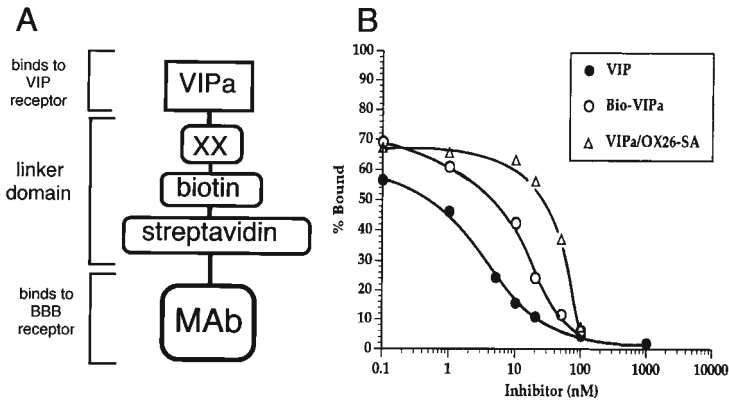 A
binds to
VIP
receptor
linker
domain
binds to
BBB
receptor
VIPa
XX
biotin
streptavidin
MAb
B
% Bound
100
90
80
70
60
50
40
30
20
10
0
0.1
1
10
100
1000
10000
Inhibitor (nM)
VIP
Bio-VIPa
VIPa/OX26-SA